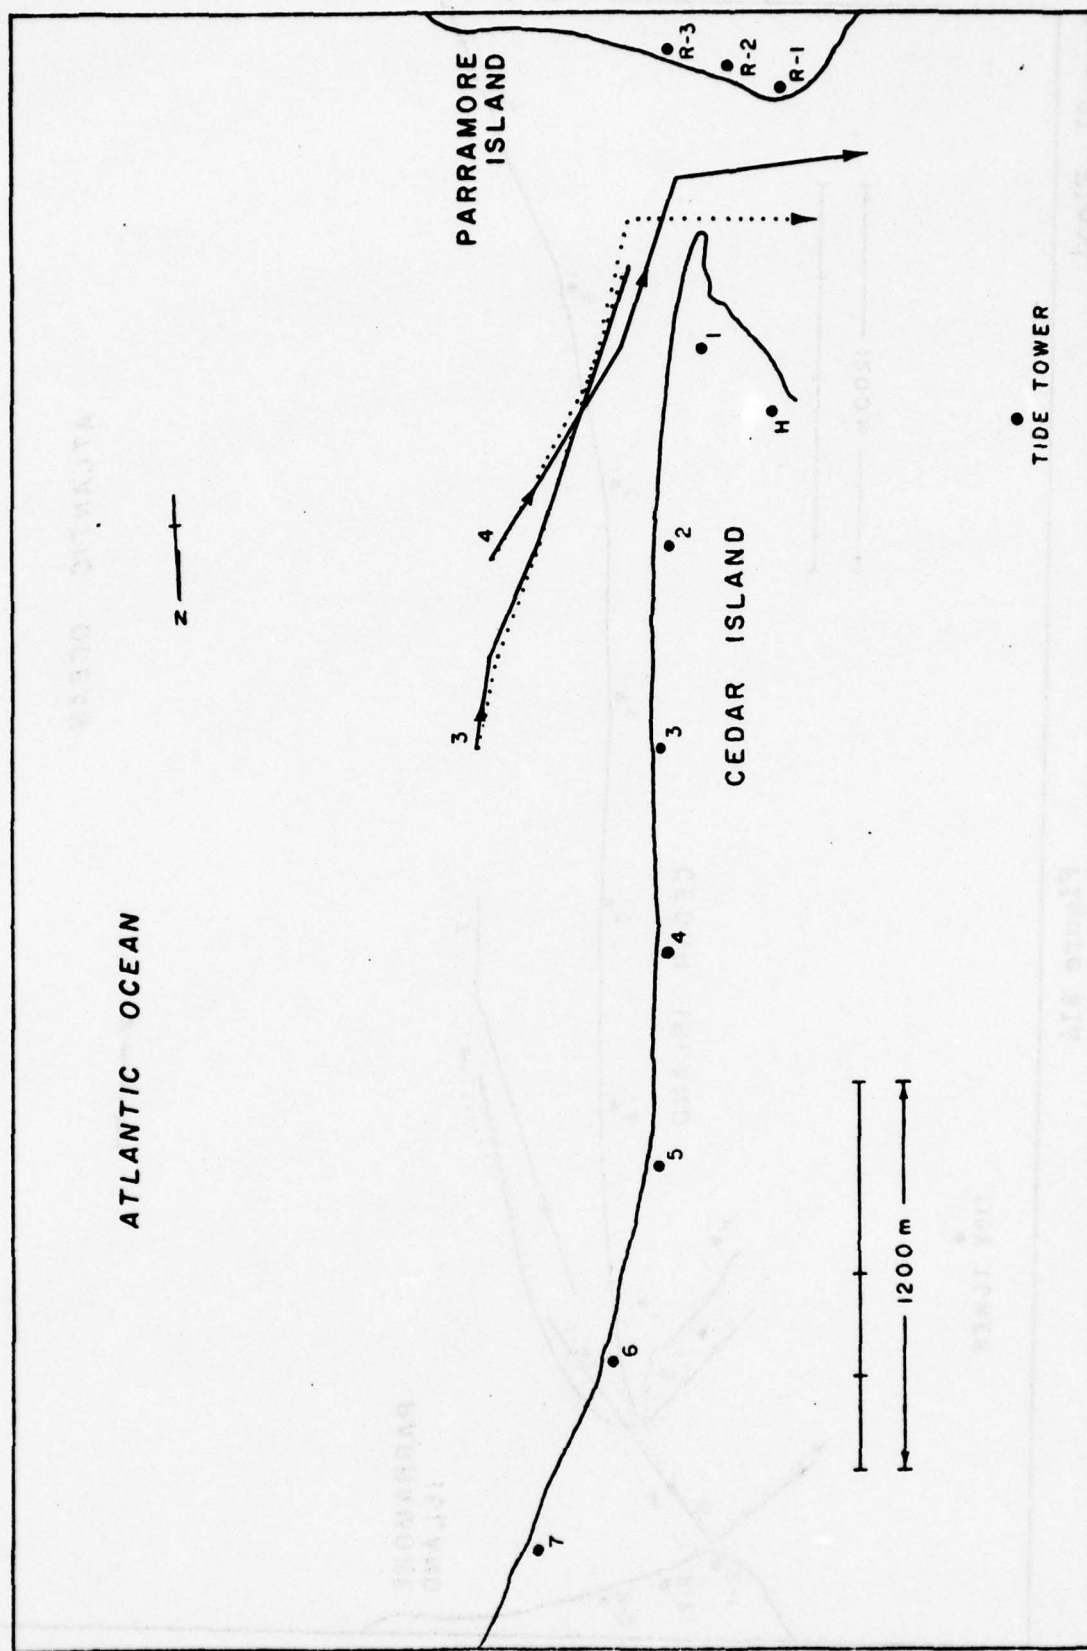 PARRAMORE
ISLAND
R-3
R-2
R-1
ATLANTIC OCEAN
N
4
3
1
H
2
3
4
5
6
7
CEDAR ISLAND
TIDE TOWER
1200 m